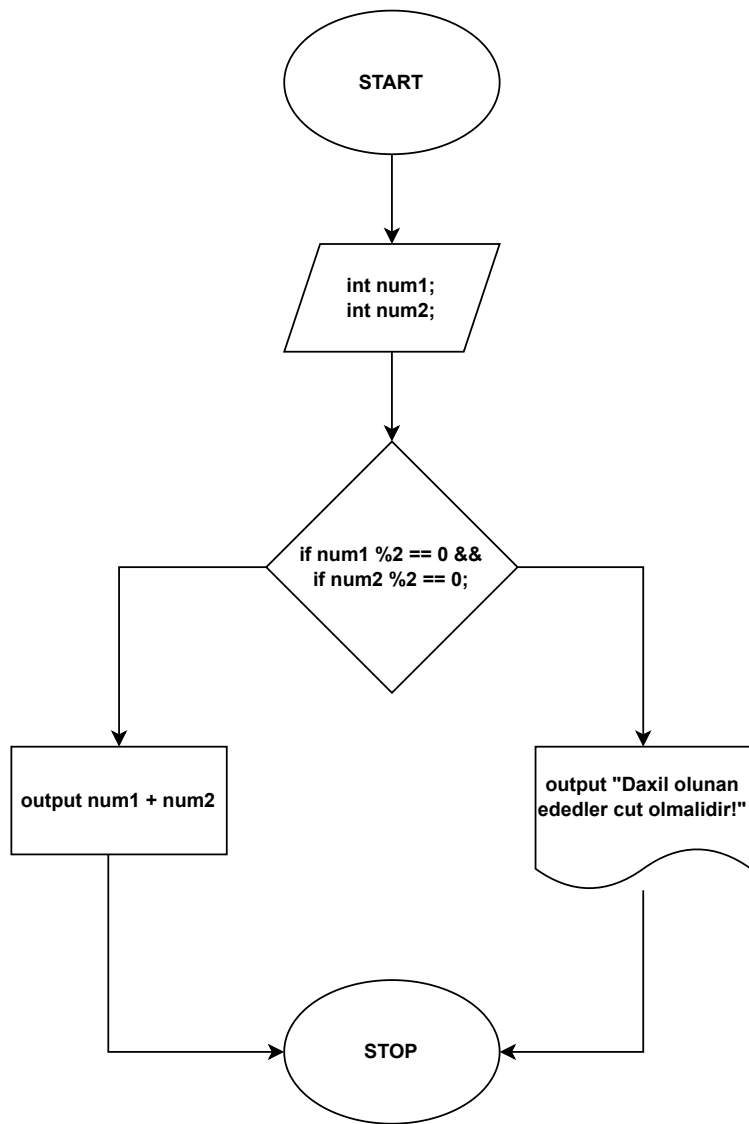 START
int num1;
int num2;
if num1 %2 == 0 &&
if num2 %2 == 0;
output num1 + num2
output "Daxil olunan
ededler cut olmalidir!"
STOP